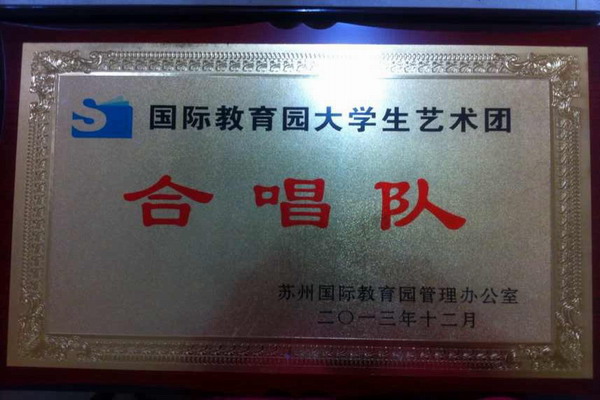 国际教育园大学生艺术团
合唱队
苏州国际教育园管理办公室
二〇一三年十二月